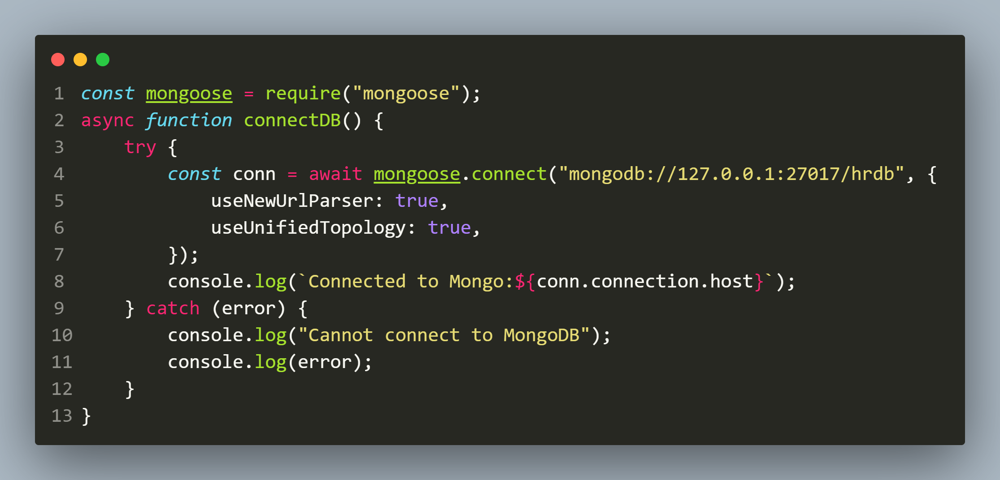 1 const mongoose = require("mongoose");
2 async function connectDB() {
3     try {
4         const conn = await mongoose.connect("mongodb://127.0.0.1:27017/hrdb", {
5             useNewUrlParser: true,
6             useUnifiedTopology: true,
7         });
8         console.log(`Connected to Mongo:${conn.connection.host}`);
9     } catch (error) {
10         console.log("Cannot connect to MongoDB");
11         console.log(error);
12     }
13 }